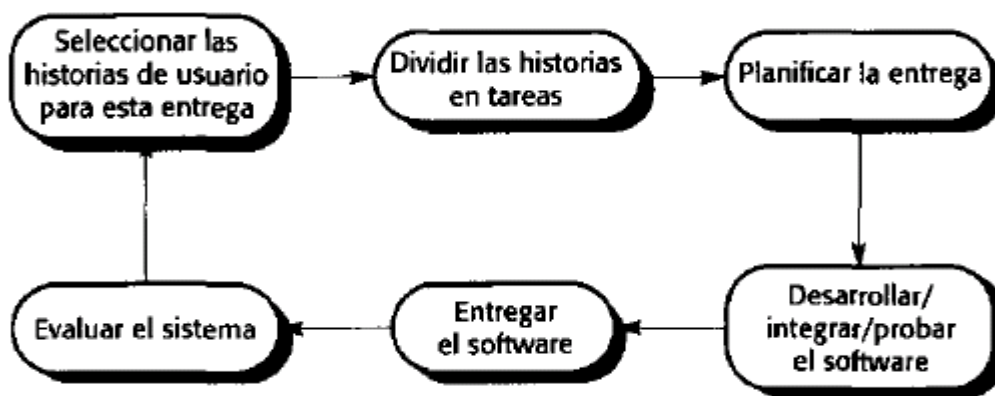 Seleccionar las
historias de usuario
para esta entrega
Dividir las historias
en tareas
Planificar la entrega
Desarrollar/
integrar/probar
el software
Entregar
el software
Evaluar el sistema